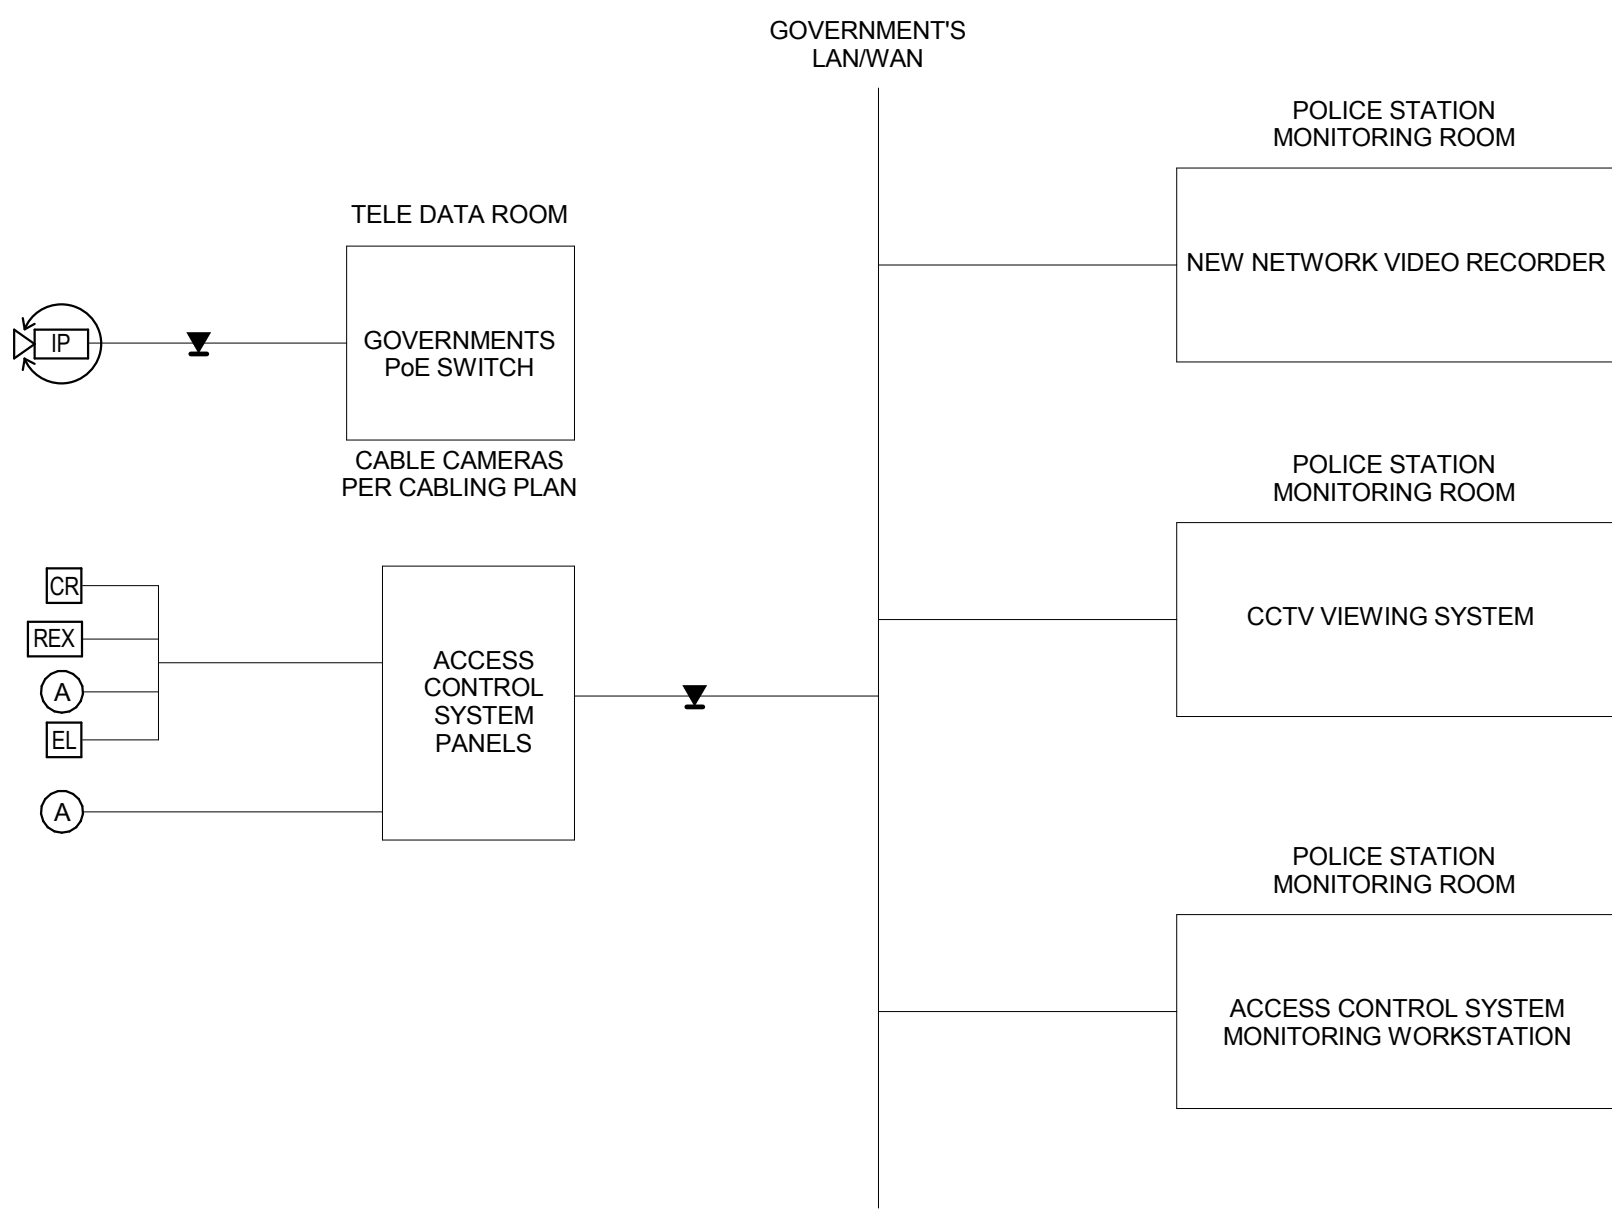 GOVERNMENT'S
LAN/WAN
POLICE STATION
MONITORING ROOM
NEW NETWORK VIDEO RECORDER
TELE DATA ROOM
IP
GOVERNMENTS
PoE SWITCH
CABLE CAMERAS
PER CABLING PLAN
POLICE STATION
MONITORING ROOM
CCTV VIEWING SYSTEM
CR
REX
A
EL
A
ACCESS
CONTROL
SYSTEM
PANELS
POLICE STATION
MONITORING ROOM
ACCESS CONTROL SYSTEM
MONITORING WORKSTATION